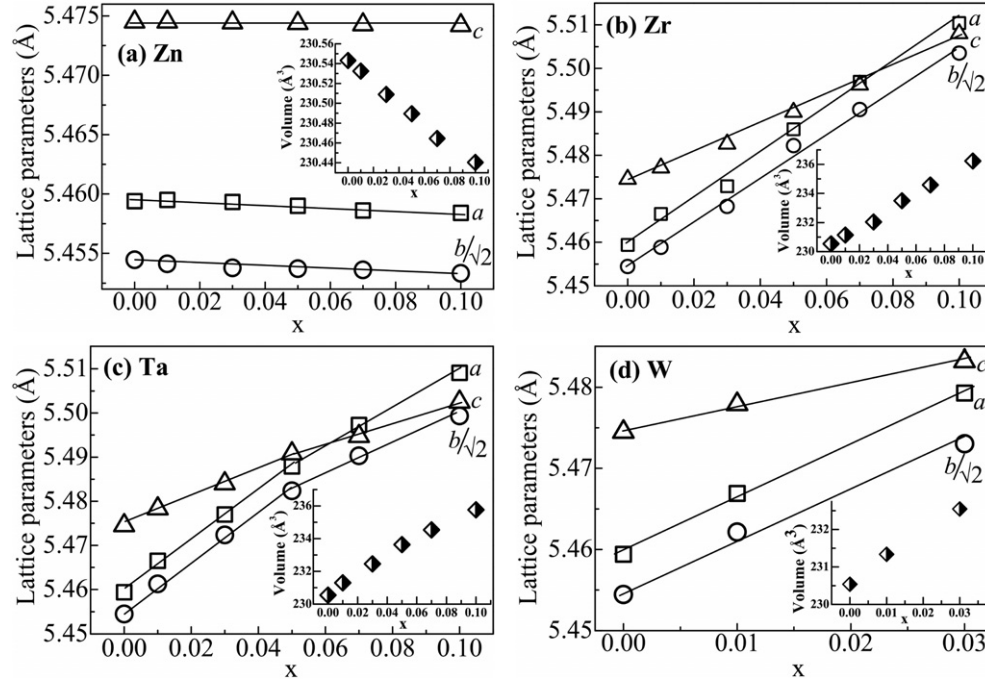 (a) Zn
Lattice parameters (Å)
5.475
5.470
5.460
5.455
0.00 0.02 0.04 0.06 0.08 0.10
x
c
a
b/√2
Volume (Å³)
230.56
230.54
230.52
230.50
230.48
230.46
230.44
0.00 0.02 0.04 0.06 0.08 0.10
x
(b) Zr
Lattice parameters (Å)
5.51
5.50
5.49
5.48
5.47
5.46
5.45
0.00 0.02 0.04 0.06 0.08 0.10
x
a
c
b/√2
Volume (Å³)
236
235
234
232
231
230
0.00 0.02 0.04 0.06 0.08 0.10
x
(c) Ta
Lattice parameters (Å)
5.51
5.50
5.49
5.48
5.47
5.46
5.45
0.00 0.02 0.04 0.06 0.08 0.10
x
a
c
b/√2
Volume (Å³)
236
235
234
232
231
230
0.00 0.02 0.04 0.06 0.08 0.10
x
(d) W
Lattice parameters (Å)
5.48
5.47
5.46
5.45
0.00 0.01 0.02 0.03
x
c
a
b/√2
Volume (Å³)
232
231
230
0.00 0.01 0.02 0.03
x